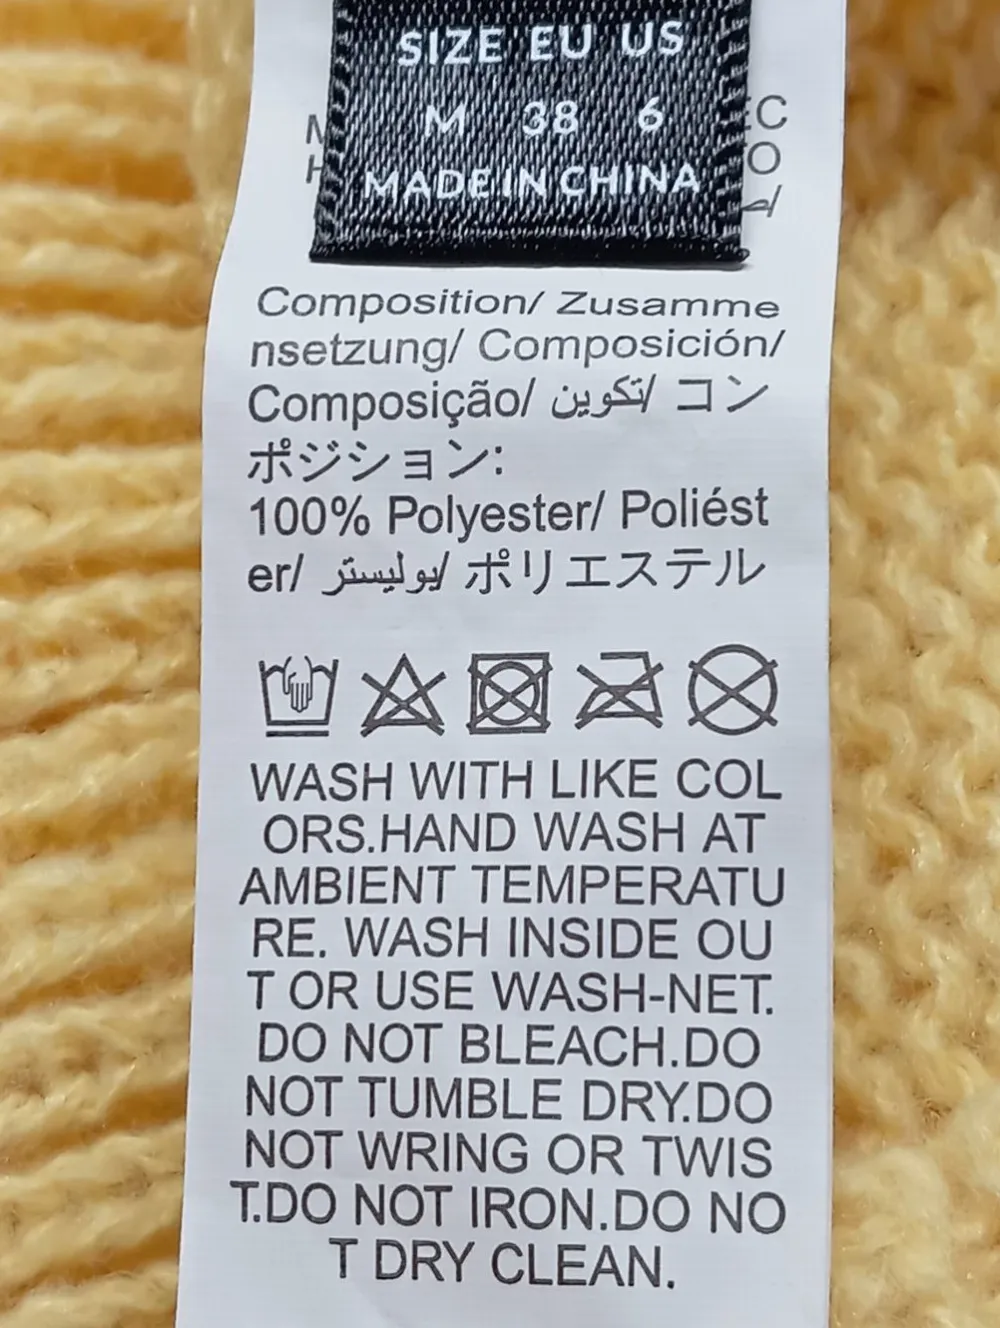 SIZE EU US
M 38 6
MADE IN CHINA
Composition/ Zusamme
nsetzung/ Composición/
Composição/ تكوين/ コン
ポジション:
100% Polyester/ Poliést
er/ بوليستر/ ポリエステル
WASH WITH LIKE COL
ORS.HAND WASH AT
AMBIENT TEMPERATU
RE. WASH INSIDE OU
T OR USE WASH-NET.
DO NOT BLEACH.DO
NOT TUMBLE DRY.DO
NOT WRING OR TWIS
T.DO NOT IRON.DO NO
T DRY CLEAN.